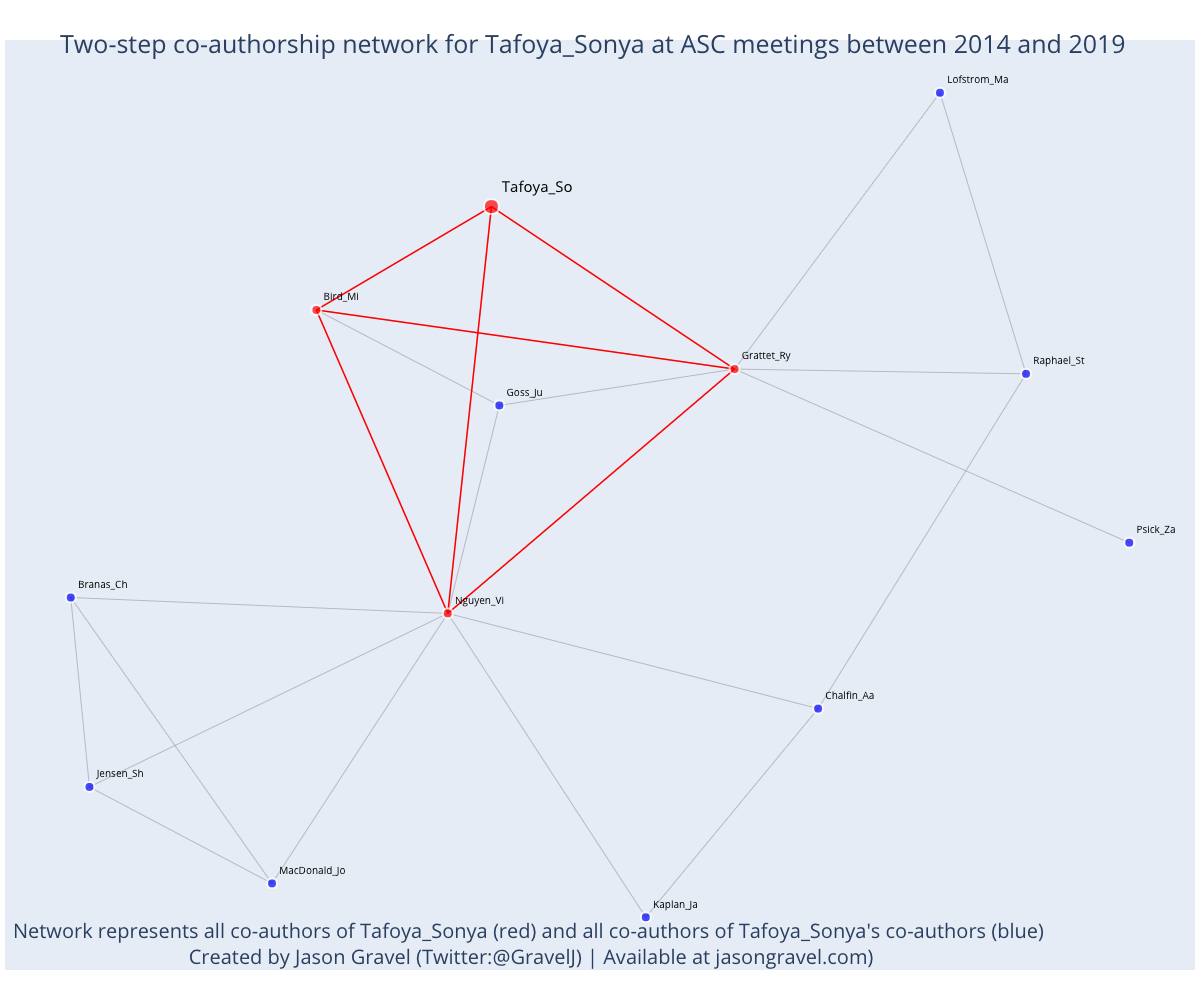 Two-step co-authorship network for Tafoya_Sonya at ASC meetings between 2014 and 2019
Lofstrom_Ma
Tafoya_So
Bird_Mi
Grattet_Ry
Raphael_St
Goss_Ju
Psick_Za
Branas_Ch
Nguyen_Vi
Chalfin_Aa
Jensen_Sh
MacDonald_Jo
Kaplan_Ja
Network represents all co-authors of Tafoya_Sonya (red) and all co-authors of Tafoya_Sonya's co-authors (blue)
Created by Jason Gravel (Twitter:@GravelJ) | Available at jasongravel.com)